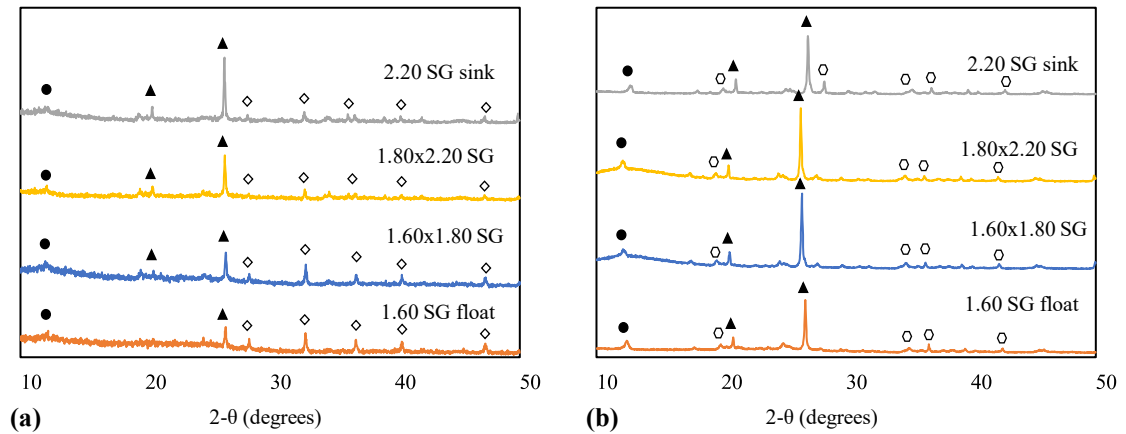 2.20 SG sink
1.80x2.20 SG
1.60x1.80 SG
1.60 SG float
10 20 30 40 50
(a) 2-θ (degrees)
2.20 SG sink
1.80x2.20 SG
1.60x1.80 SG
1.60 SG float
10 20 30 40 50
(b) 2-θ (degrees)